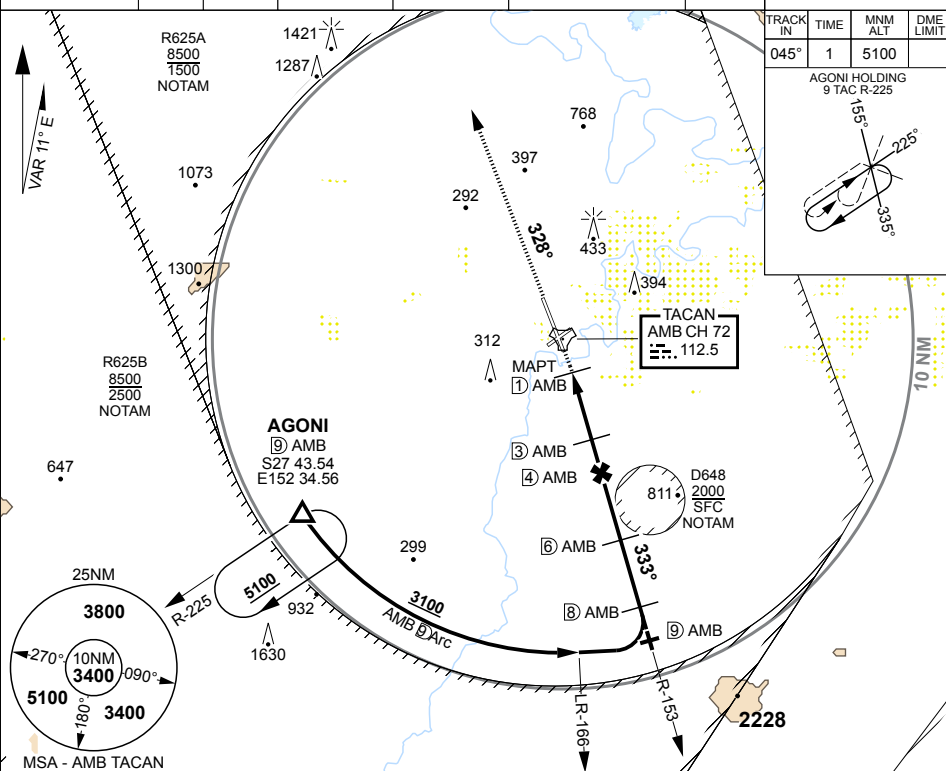 R625A
8500
1500
NOTAM
1421
1287
VAR 11° E
1073
1300
768
397
292
433
394
328°
TRACK IN TIME MNM ALT DME LIMIT
045° 1 5100
AGONI HOLDING
9 TAC R-225
155°
225°
335°
TACAN
AMB CH 72
112.5
312
MAPT
1 AMB
10 NM
R625B
8500
2500
NOTAM
AGONI
9 AMB
S27 43.54
E152 34.56
647
3 AMB
4 AMB
811
D648
2000
SFC
NOTAM
6 AMB
333°
299
5100
R-225
932
1630
3100
AMB 9 Arc
8 AMB
9 AMB
LR-166
R-153
2228
25NM
3800
270°
10NM
3400
090°
5100
180°
3400
MSA - AMB TACAN